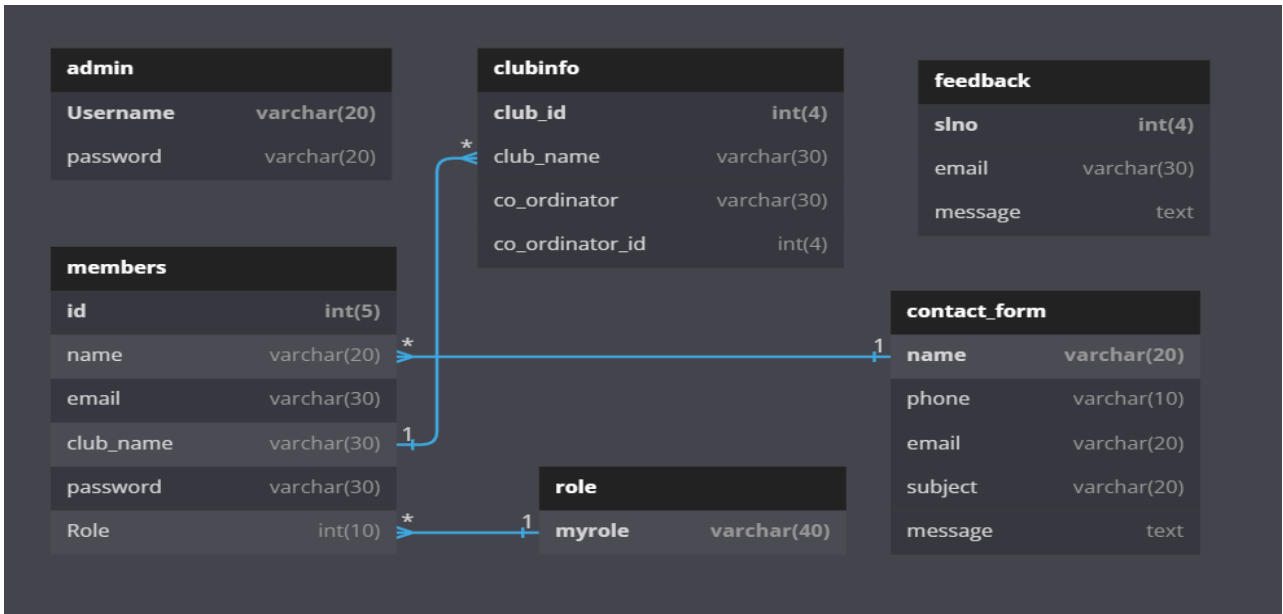 admin
Username varchar(20)
password varchar(20)
clubinfo
club_id int(4)
club_name varchar(30)
co_ordinator varchar(30)
co_ordinator_id int(4)
*
feedback
slno int(4)
email varchar(30)
message text
members
id int(5)
name varchar(20)
email varchar(30)
club_name varchar(30)
password varchar(30)
Role int(10)
*
1
*
1
1
role
myrole varchar(40)
contact_form
name varchar(20)
phone varchar(10)
email varchar(20)
subject varchar(20)
message text